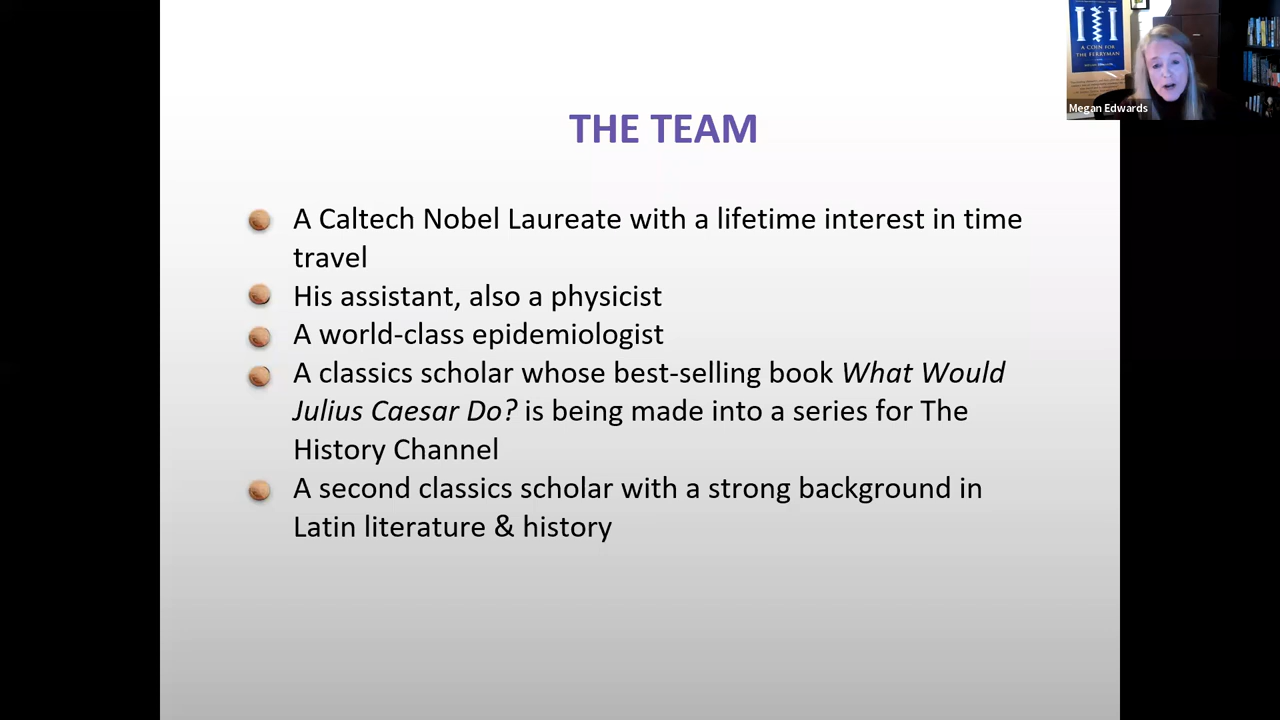 A COIN FOR
THE FERRYMAN
Megan Edwards
THE TEAM
A Caltech Nobel Laureate with a lifetime interest in time
travel
His assistant, also a physicist
A world-class epidemiologist
A classics scholar whose best-selling book What Would
Julius Caesar Do? is being made into a series for The
History Channel
A second classics scholar with a strong background in
Latin literature & history